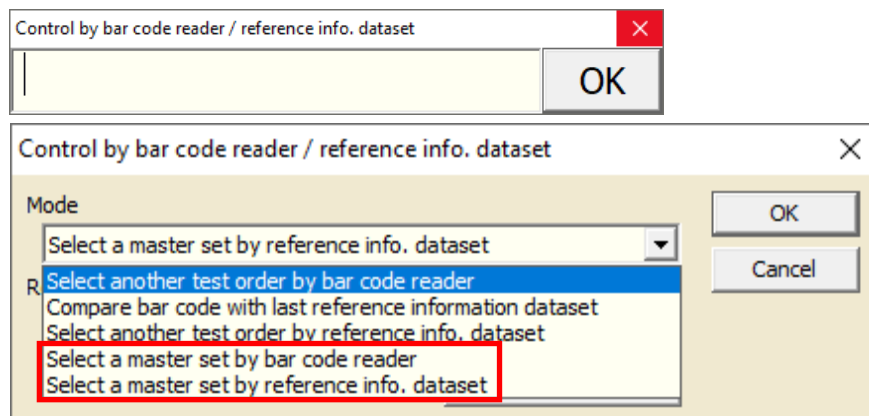 Control by bar code reader / reference info. dataset
OK
Control by bar code reader / reference info. dataset
Mode
OK
Select a master set by reference info. dataset
Cancel
R
Select another test order by bar code reader
Compare bar code with last reference information dataset
Select another test order by reference info. dataset
Select a master set by bar code reader
Select a master set by reference info. dataset